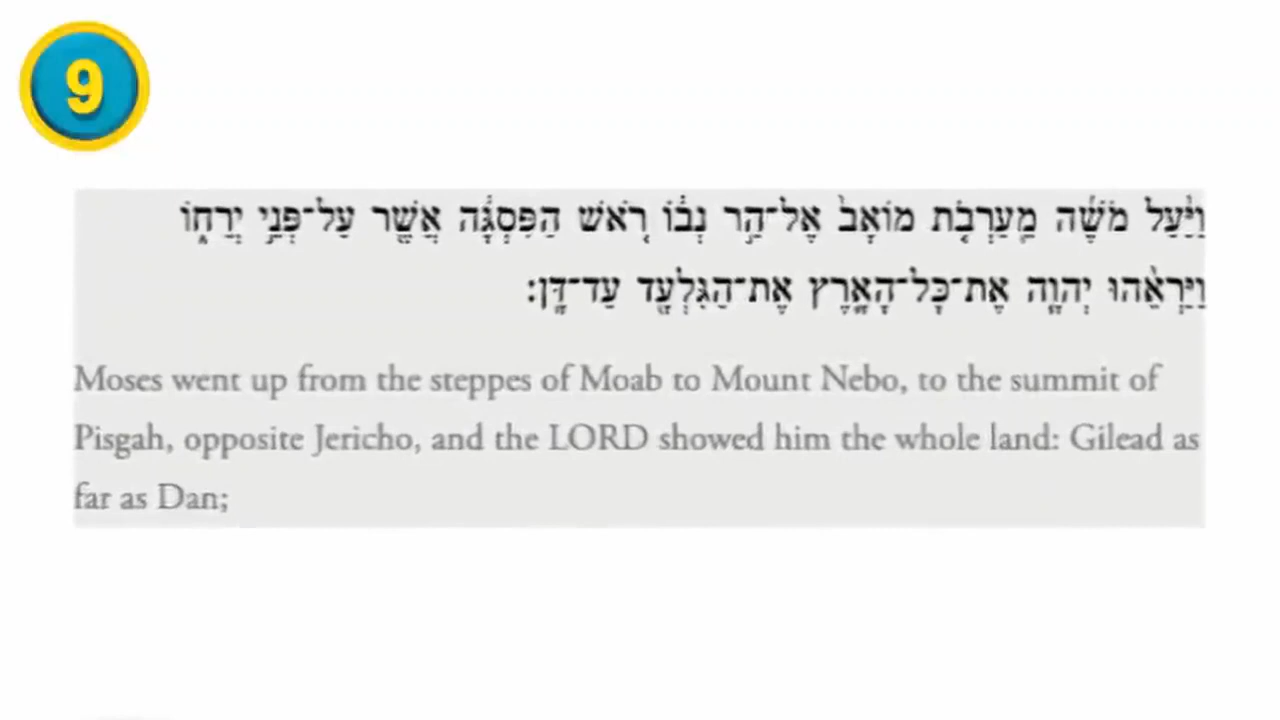 9
וַיַּ֨עַל מֹשֶׁ֜ה מֵֽעַרְבֹ֤ת מוֹאָב֙ אֶל־הַ֣ר נְב֔וֹ רֹ֚אשׁ הַפִּסְגָּ֔ה אֲשֶׁ֖ר עַל־פְּנֵ֣י יְרֵח֑וֹ
וַיַּרְאֵ֨הוּ יְהוָ֧ה אֶת־כׇּל־הָאָ֛רֶץ אֶת־הַגִּלְעָ֖ד עַד־דָּֽן׃
Moses went up from the steppes of Moab to Mount Nebo, to the summit of
Pisgah, opposite Jericho, and the LORD showed him the whole land: Gilead as
far as Dan;